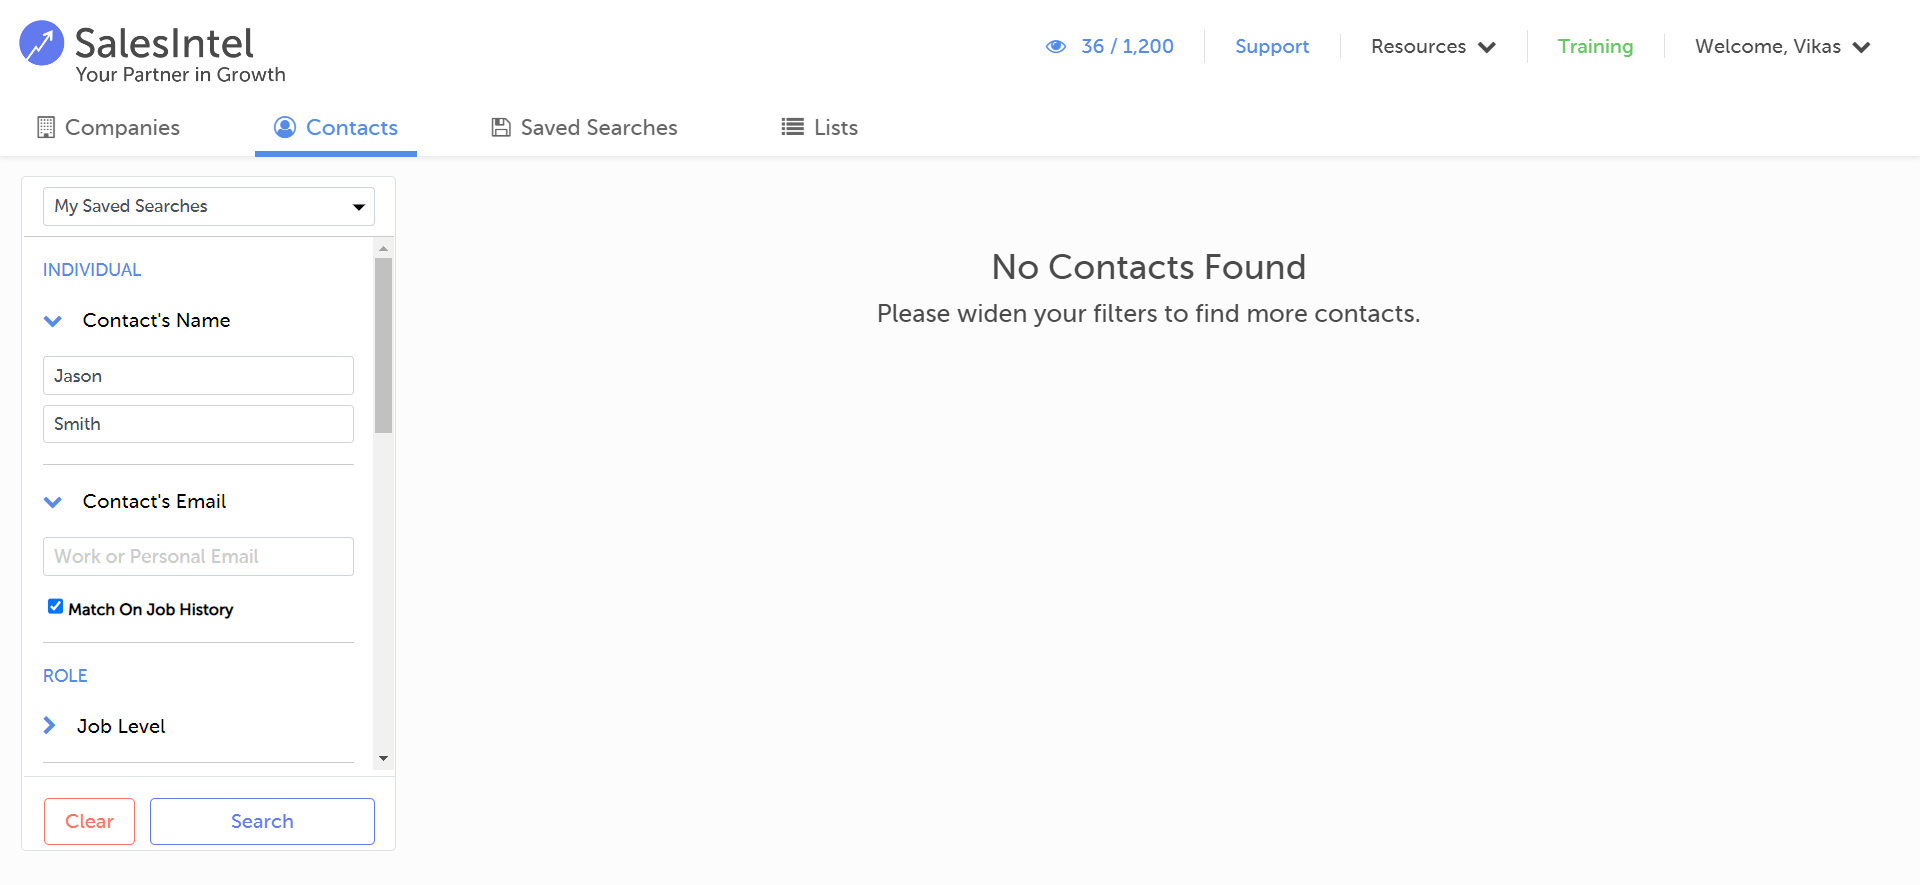 SalesIntel
Your Partner in Growth
36 / 1,200
Support
Resources
Training
Welcome, Vikas
Companies
Contacts
Saved Searches
Lists
My Saved Searches
INDIVIDUAL
Contact's Name
Jason
Smith
Contact's Email
Work or Personal Email
Match On Job History
ROLE
Job Level
Clear
Search
No Contacts Found
Please widen your filters to find more contacts.